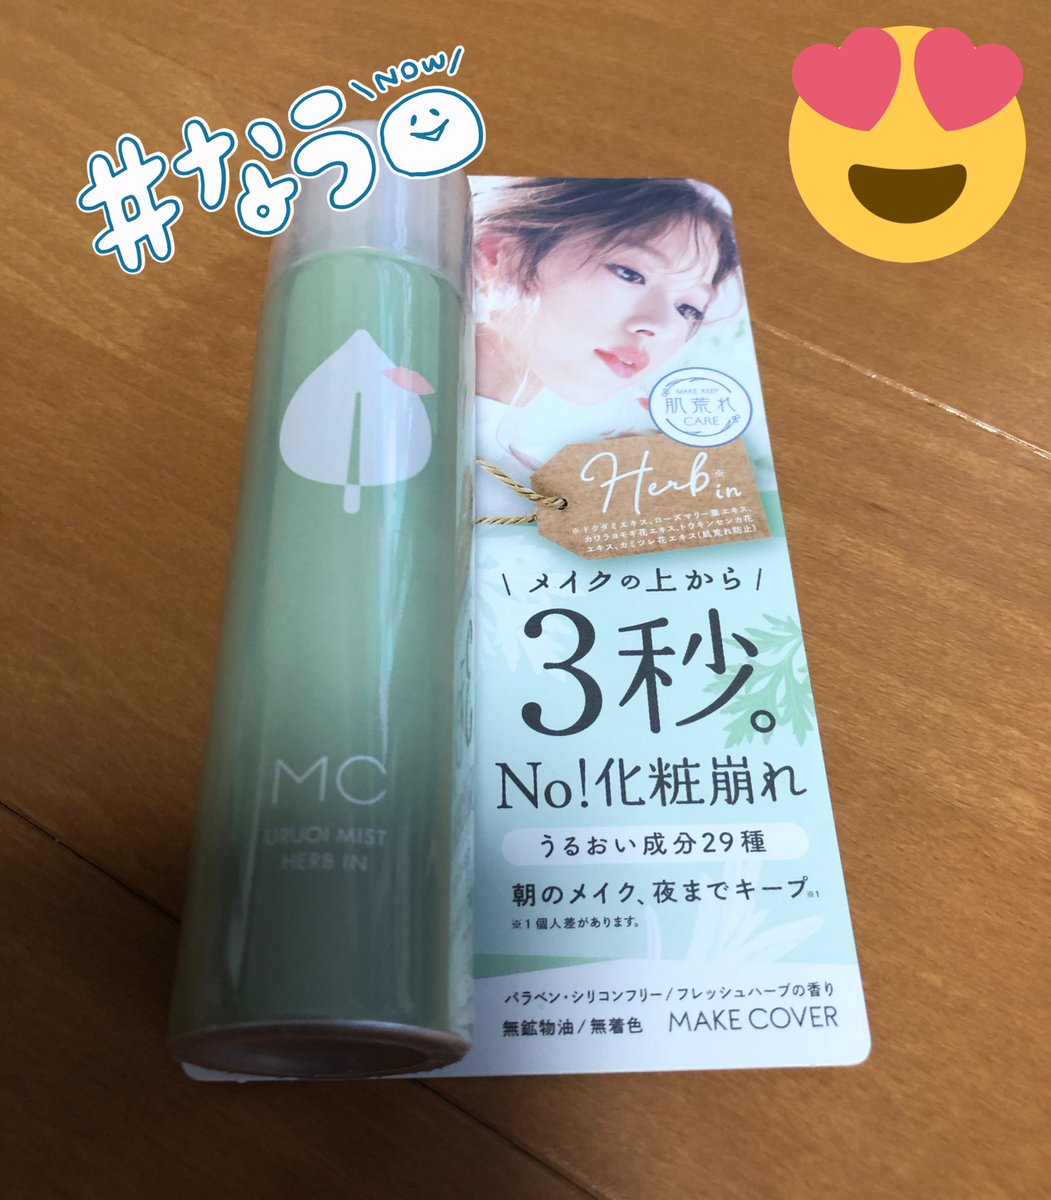 #なう
\NOW/
MAKE KEEP
肌荒れ
CARE
Herb※
in
※ドクダミエキス、ローズマリー葉エキス、
カワラヨモギ花エキス、トウキンセンカ花
エキス、カミツレ花エキス(肌荒れ防止)
\メイクの上から/
3秒。
No!化粧崩れ
うるおい成分29種
朝のメイク、夜までキープ※1
※1個人差があります。
パラベン・シリコンフリー/フレッシュハーブの香り
無鉱物油/無着色 MAKE COVER
MC
URUOI MIST
HERB IN